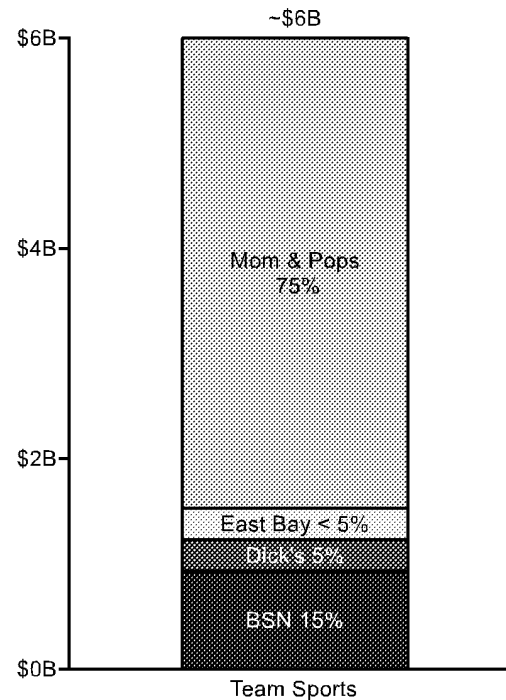 ~$6B
$6B
$4B
Mom & Pops
75%
$2B
East Bay < 5%
Dick's 5%
BSN 15%
$0B
Team Sports